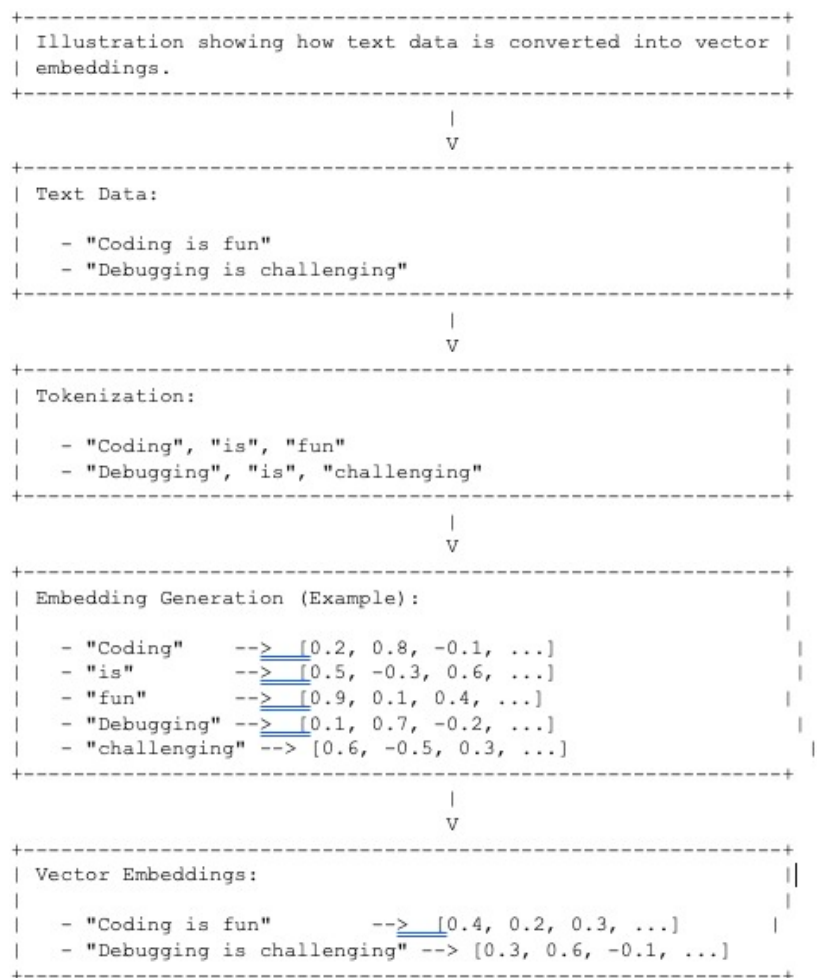 +--------------------------------------------------------------+
| Illustration showing how text data is converted into vector |
| embeddings. |
+--------------------------------------------------------------+
|
V
+--------------------------------------------------------------+
| Text Data: |
| |
| - "Coding is fun" |
| - "Debugging is challenging" |
+--------------------------------------------------------------+
|
V
+--------------------------------------------------------------+
| Tokenization: |
| |
| - "Coding", "is", "fun" |
| - "Debugging", "is", "challenging" |
+--------------------------------------------------------------+
|
V
+--------------------------------------------------------------+
| Embedding Generation (Example): |
| |
| - "Coding" --> [0.2, 0.8, -0.1, ...] |
| - "is" --> [0.5, -0.3, 0.6, ...] |
| - "fun" --> [0.9, 0.1, 0.4, ...] |
| - "Debugging" --> [0.1, 0.7, -0.2, ...] |
| - "challenging" --> [0.6, -0.5, 0.3, ...] |
+--------------------------------------------------------------+
|
V
+--------------------------------------------------------------+
| Vector Embeddings: |
| |
| - "Coding is fun" --> [0.4, 0.2, 0.3, ...] |
| - "Debugging is challenging" --> [0.3, 0.6, -0.1, ...]
+--------------------------------------------------------------+